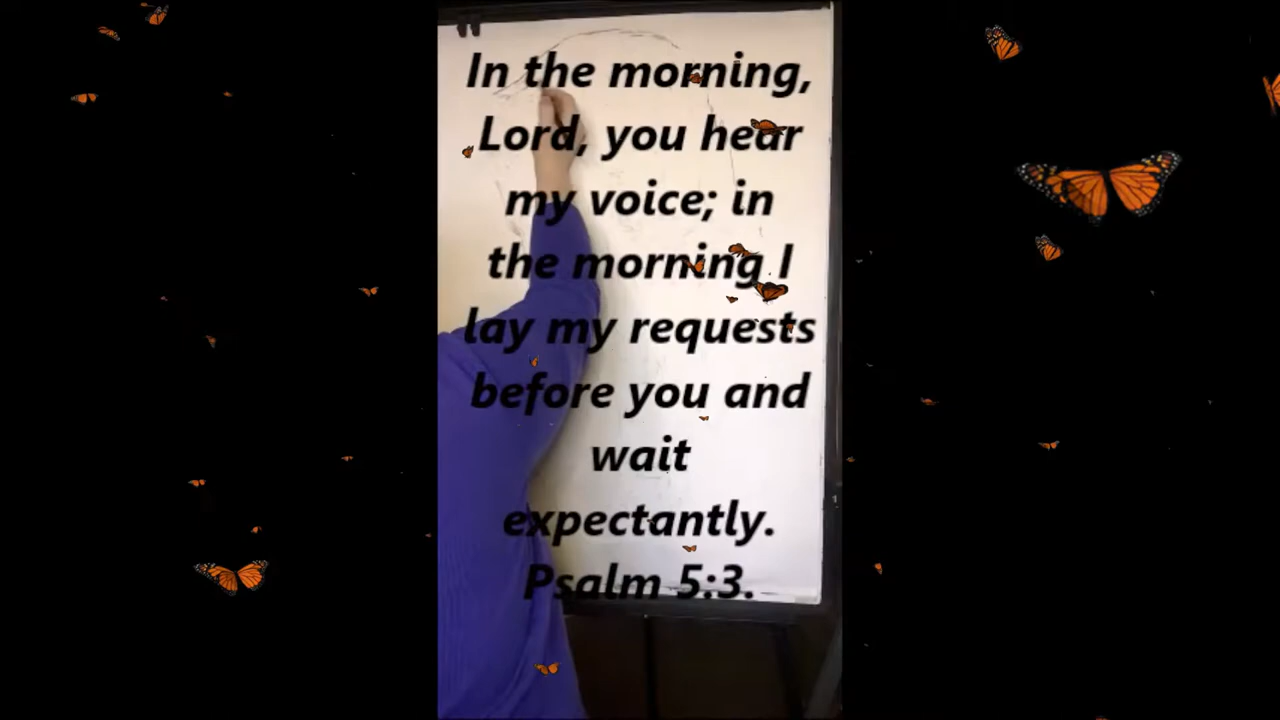 In the morning,
Lord, you hear
my voice; in
the morning I
lay my requests
before you and
wait
expectantly.
Psalm 5:3.